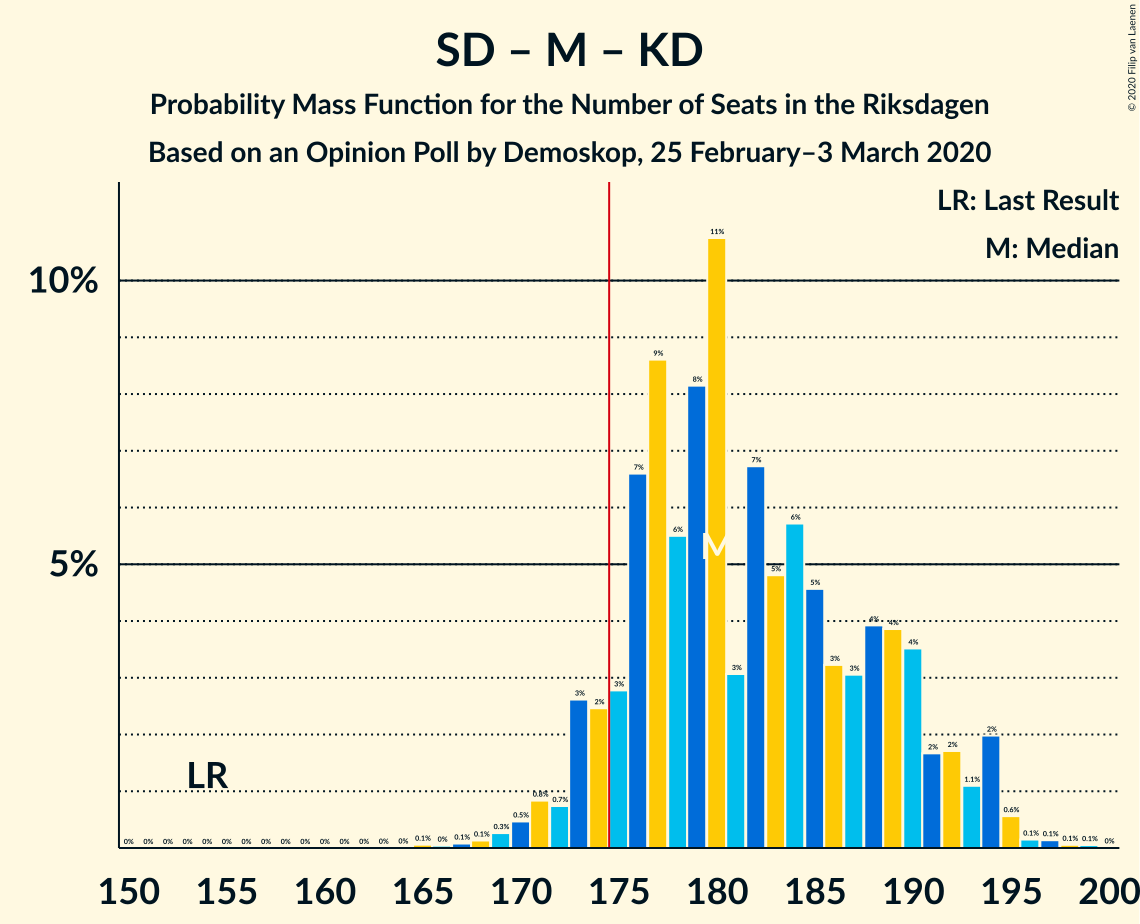 SD – M – KD
Probability Mass Function for the Number of Seats in the Riksdagen
Based on an Opinion Poll by Demoskop, 25 February–3 March 2020
© 2020 Filip van Laenen
LR: Last Result
M: Median
10%
5%
LR
M
0% 0% 0% 0% 0% 0% 0% 0% 0% 0% 0% 0% 0% 0% 0% 0.1% 0% 0.1% 0.1% 0.3% 0.5% 0.8% 0.7% 3% 2% 3% 7% 9% 6% 8% 11% 3% 7% 5% 6% 5% 3% 3% 4% 4% 4% 2% 2% 1.1% 2% 0.6% 0.1% 0.1% 0.1% 0.1% 0%
150 155 160 165 170 175 180 185 190 195 200